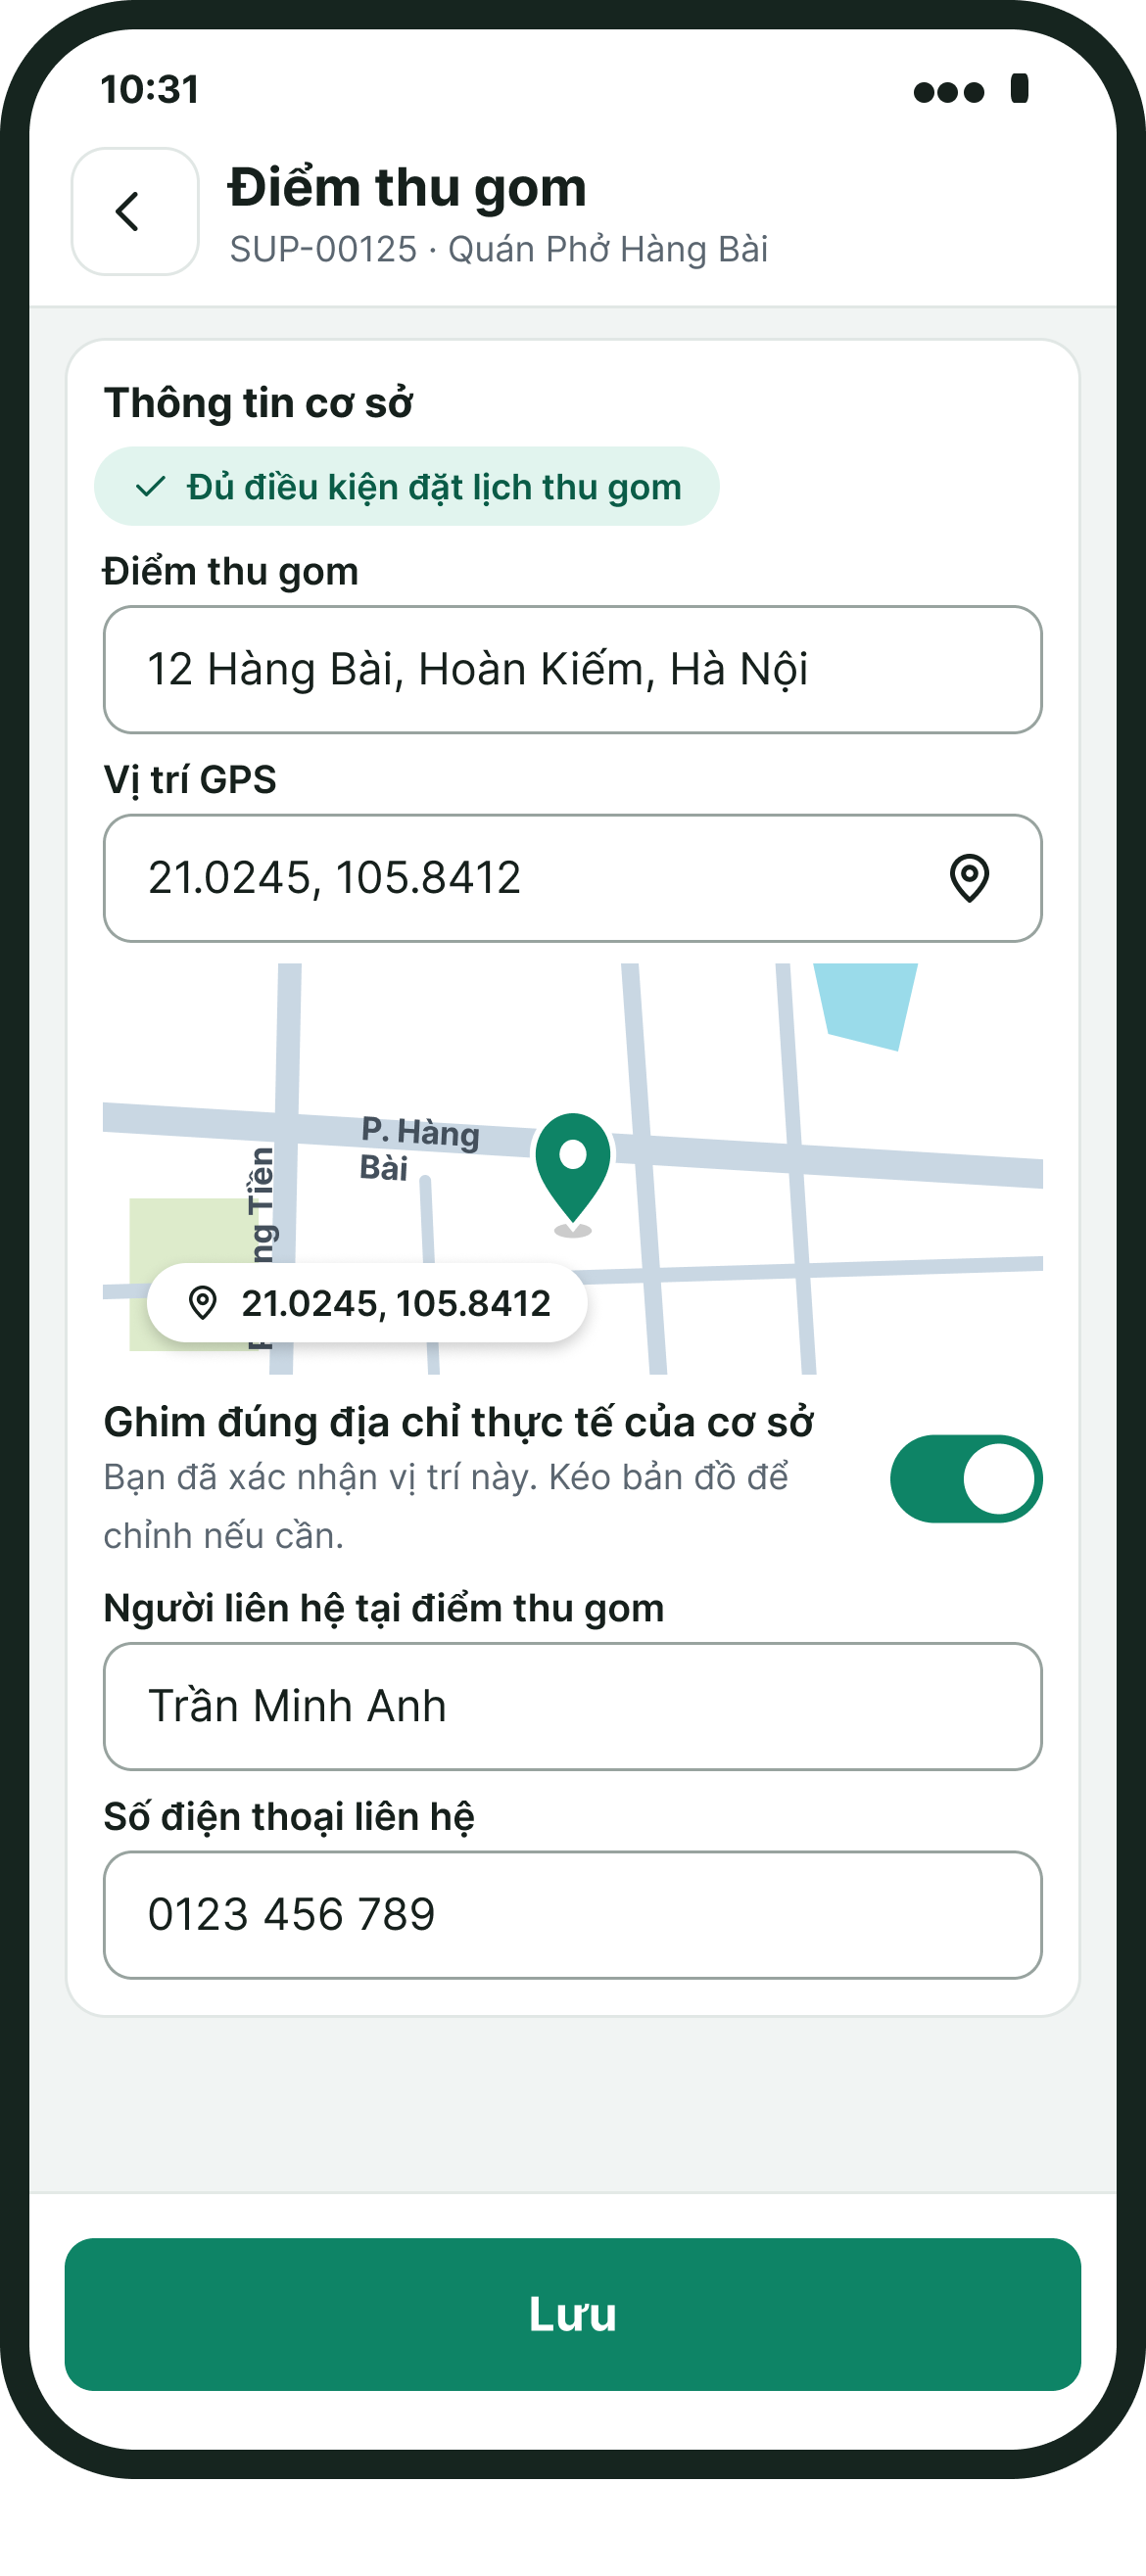 10:31
Điểm thu gom
SUP-00125 · Quán Phở Hàng Bài
Thông tin cơ sở
Đủ điều kiện đặt lịch thu gom
Điểm thu gom
12 Hàng Bài, Hoàn Kiếm, Hà Nội
Vị trí GPS
21.0245, 105.8412
P. Hàng
Bài
Tiền
21.0245, 105.8412
Ghim đúng địa chỉ thực tế của cơ sở
Bạn đã xác nhận vị trí này. Kéo bản đồ để
chỉnh nếu cần.
Người liên hệ tại điểm thu gom
Trần Minh Anh
Số điện thoại liên hệ
0123 456 789
Lưu